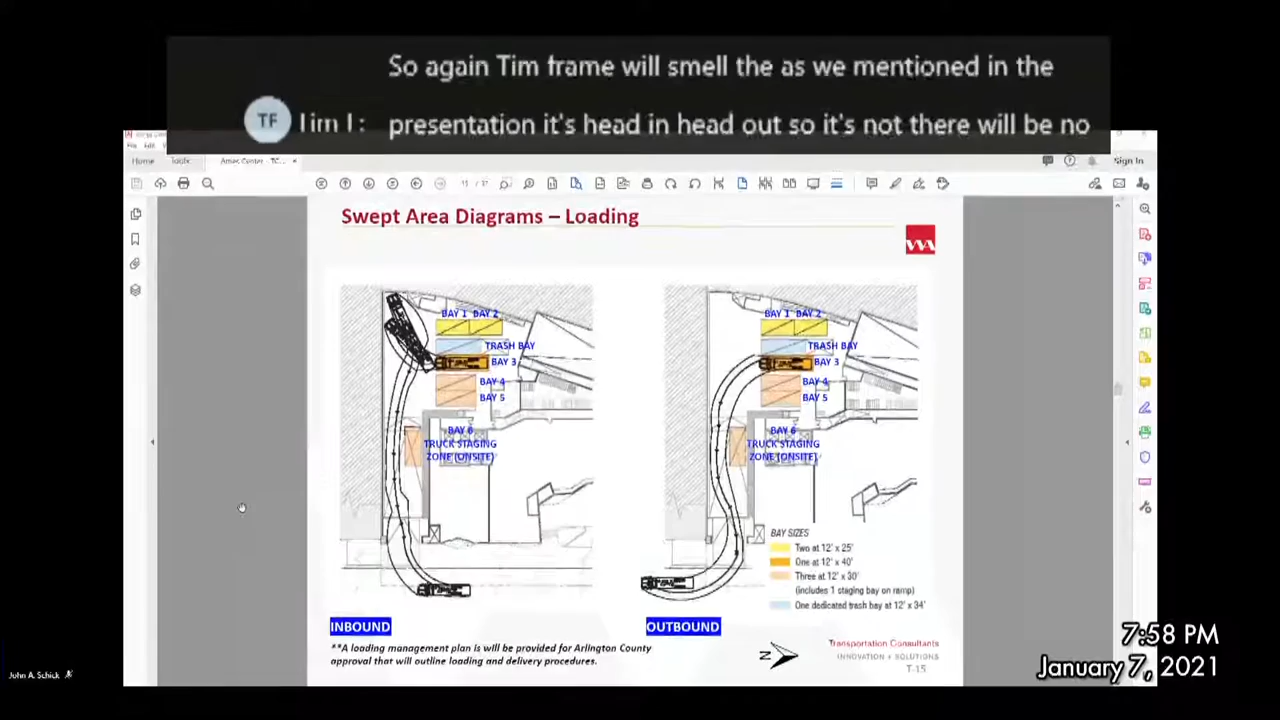 So again Tim frame will smell the as we mentioned in the
TF
presentation it's head in head out so it's not there will be no
Home
Tools
Ames Center - TC...
Sign In
Swept Area Diagrams – Loading
BAY 1 BAY 2
TRASH BAY
BAY 3
BAY 4
BAY 5
BAY 6
TRUCK STAGING
ZONE (ONSITE)
INBOUND
BAY 1 BAY 2
TRASH BAY
BAY 3
BAY 4
BAY 5
BAY 6
TRUCK STAGING
ZONE (ONSITE)
OUTBOUND
BAY SIZES
Two at 12' x 25'
One at 12' x 40'
Three at 12' x 30'
(includes 1 staging bay on ramp)
One dedicated trash bay at 12' x 34'
**A loading management plan is will be provided for Arlington County
approval that will outline loading and delivery procedures.
Z
Transportation Consultants
INNOVATION + SOLUTIONS
T-15
7:58 PM
January 7, 2021
John A. Schick